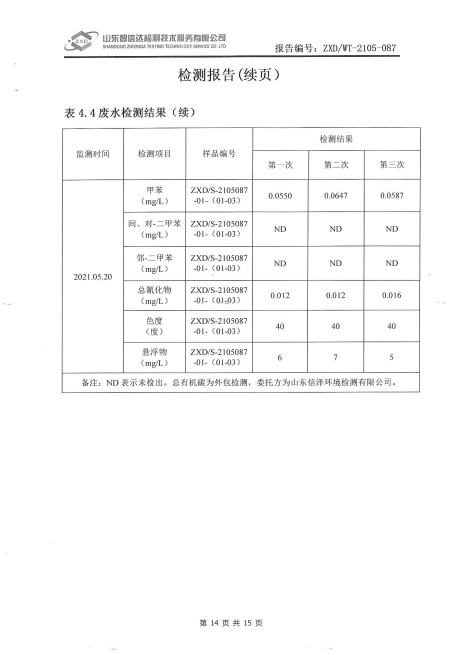 ZXD
山东智信达检测技术服务有限公司
SHANDONG ZHIXINDA TESTING TECHNOLOGY SERVICE CO. LTD
报告编号：ZXD/WT-2105-087
检测报告(续页）
表 4.4 废水检测结果（续）
监测时间 检测项目 样品编号 检测结果
第一次 第二次 第三次
2021.05.20
甲苯
（mg/L） ZXD/S-2105087
-01-（01-03） 0.0550 0.0647 0.0587
间、对-二甲苯
（mg/L） ZXD/S-2105087
-01-（01-03） ND ND ND
邻-二甲苯
（mg/L） ZXD/S-2105087
-01-（01-03） ND ND ND
总氰化物
（mg/L） ZXD/S-2105087
-01-（01-03） 0.012 0.012 0.016
色度
（度） ZXD/S-2105087
-01-（01-03） 40 40 40
悬浮物
（mg/L） ZXD/S-2105087
-01-（01-03） 6 7 5
备注：ND 表示未检出。总有机碳为外包检测，委托方为山东信泽环境检测有限公司。
第 14 页 共 15 页